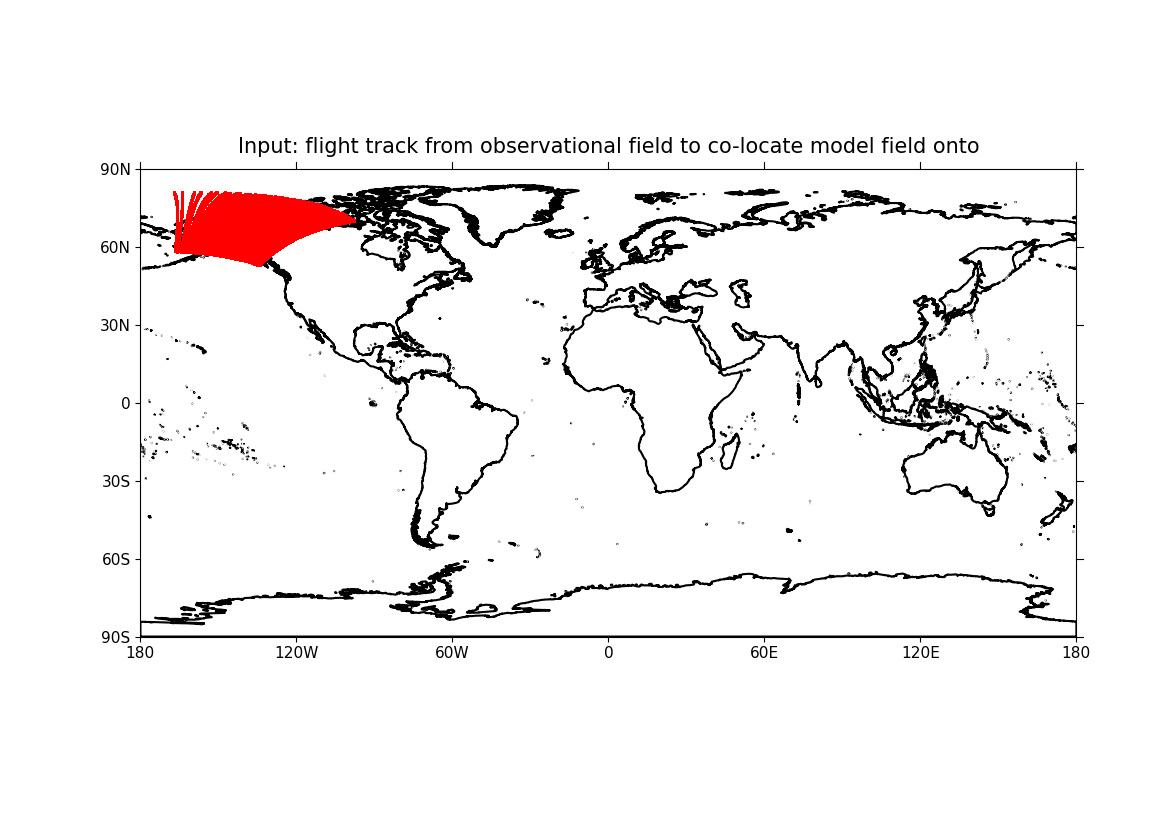 Input: flight track from observational field to co-locate model field onto
90N
60N
30N
0
30S
60S
90S
180 120W 60W 0 60E 120E 180